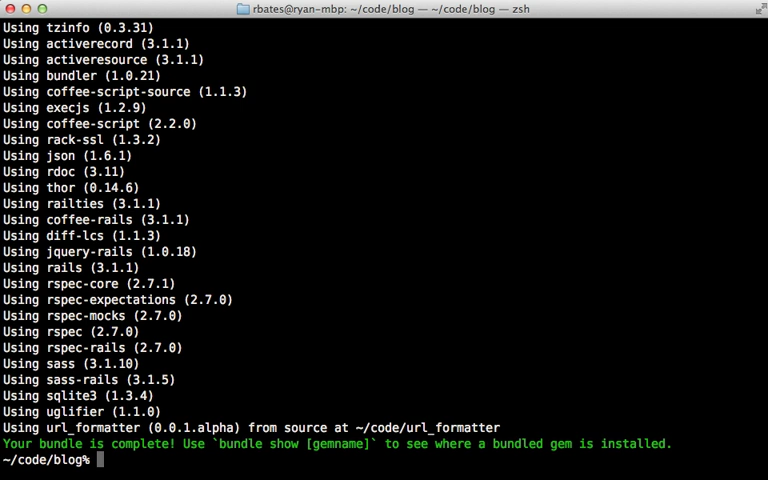 rbates@ryan-mbp: ~/code/blog — ~/code/blog — zsh
Using tzinfo (0.3.31)
Using activerecord (3.1.1)
Using activeresource (3.1.1)
Using bundler (1.0.21)
Using coffee-script-source (1.1.3)
Using execjs (1.2.9)
Using coffee-script (2.2.0)
Using rack-ssl (1.3.2)
Using json (1.6.1)
Using rdoc (3.11)
Using thor (0.14.6)
Using railties (3.1.1)
Using coffee-rails (3.1.1)
Using diff-lcs (1.1.3)
Using jquery-rails (1.0.18)
Using rails (3.1.1)
Using rspec-core (2.7.1)
Using rspec-expectations (2.7.0)
Using rspec-mocks (2.7.0)
Using rspec (2.7.0)
Using rspec-rails (2.7.0)
Using sass (3.1.10)
Using sass-rails (3.1.5)
Using sqlite3 (1.3.4)
Using uglifier (1.1.0)
Using url_formatter (0.0.1.alpha) from source at ~/code/url_formatter
Your bundle is complete! Use `bundle show [gemname]` to see where a bundled gem is installed.
~/code/blog%